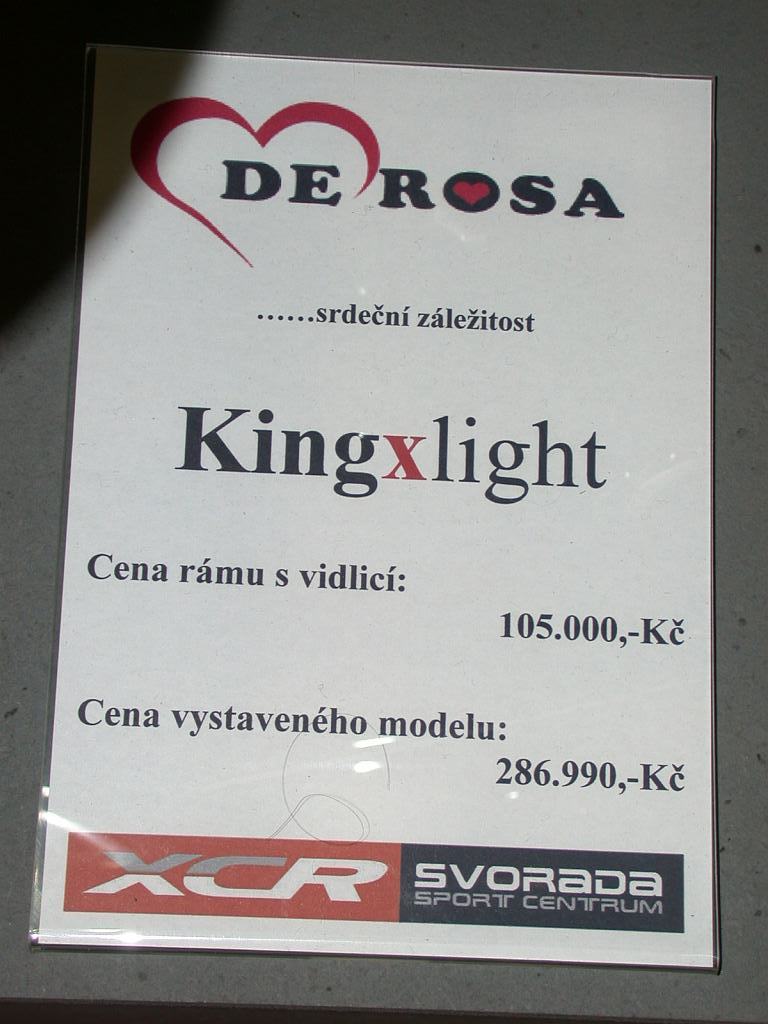 DE ROSA
......srdeční záležitost
Kingxlight
Cena rámu s vidlicí:
105.000,-Kč
Cena vystaveného modelu:
286.990,-Kč
XCR SVORADA
SPORT CENTRUM